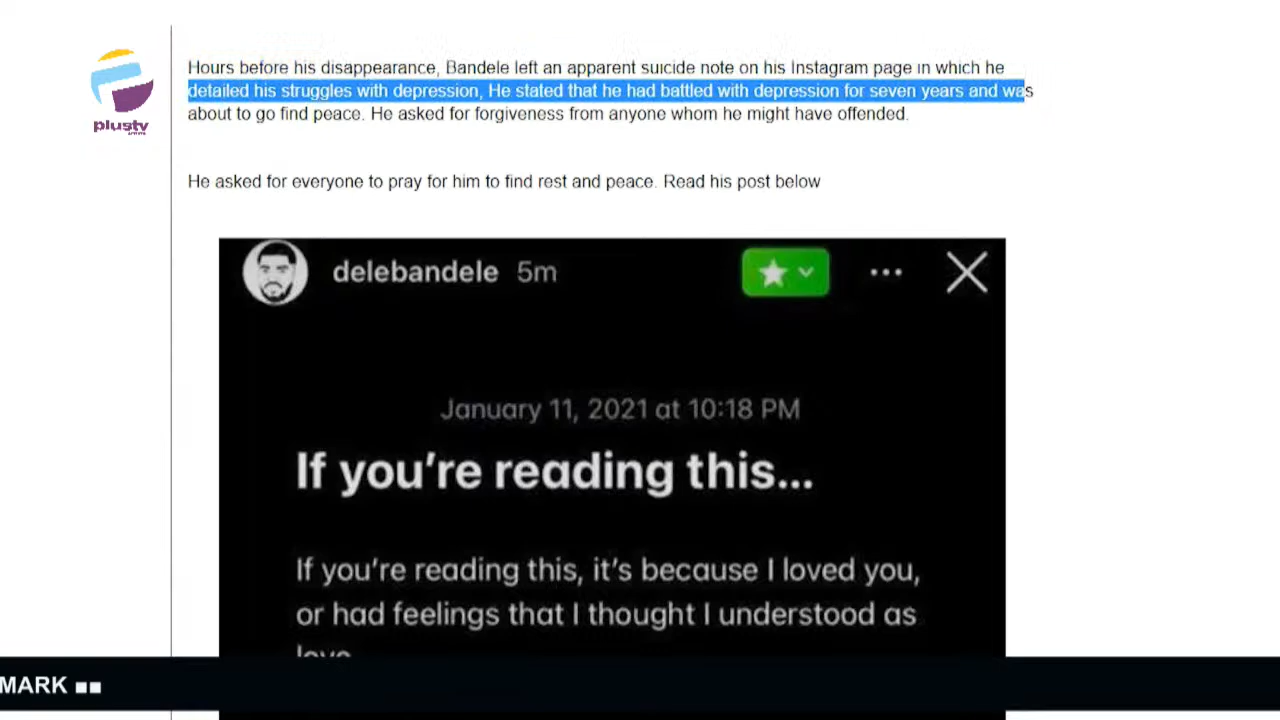 Hours before his disappearance, Bandele left an apparent suicide note on his Instagram page in which he
detailed his struggles with depression, He stated that he had battled with depression for seven years and was
about to go find peace. He asked for forgiveness from anyone whom he might have offended.
plustv
He asked for everyone to pray for him to find rest and peace. Read his post below
delebandele 5m
January 11, 2021 at 10:18 PM
If you're reading this...
If you're reading this, it's because I loved you,
or had feelings that I thought I understood as
love.
MARK